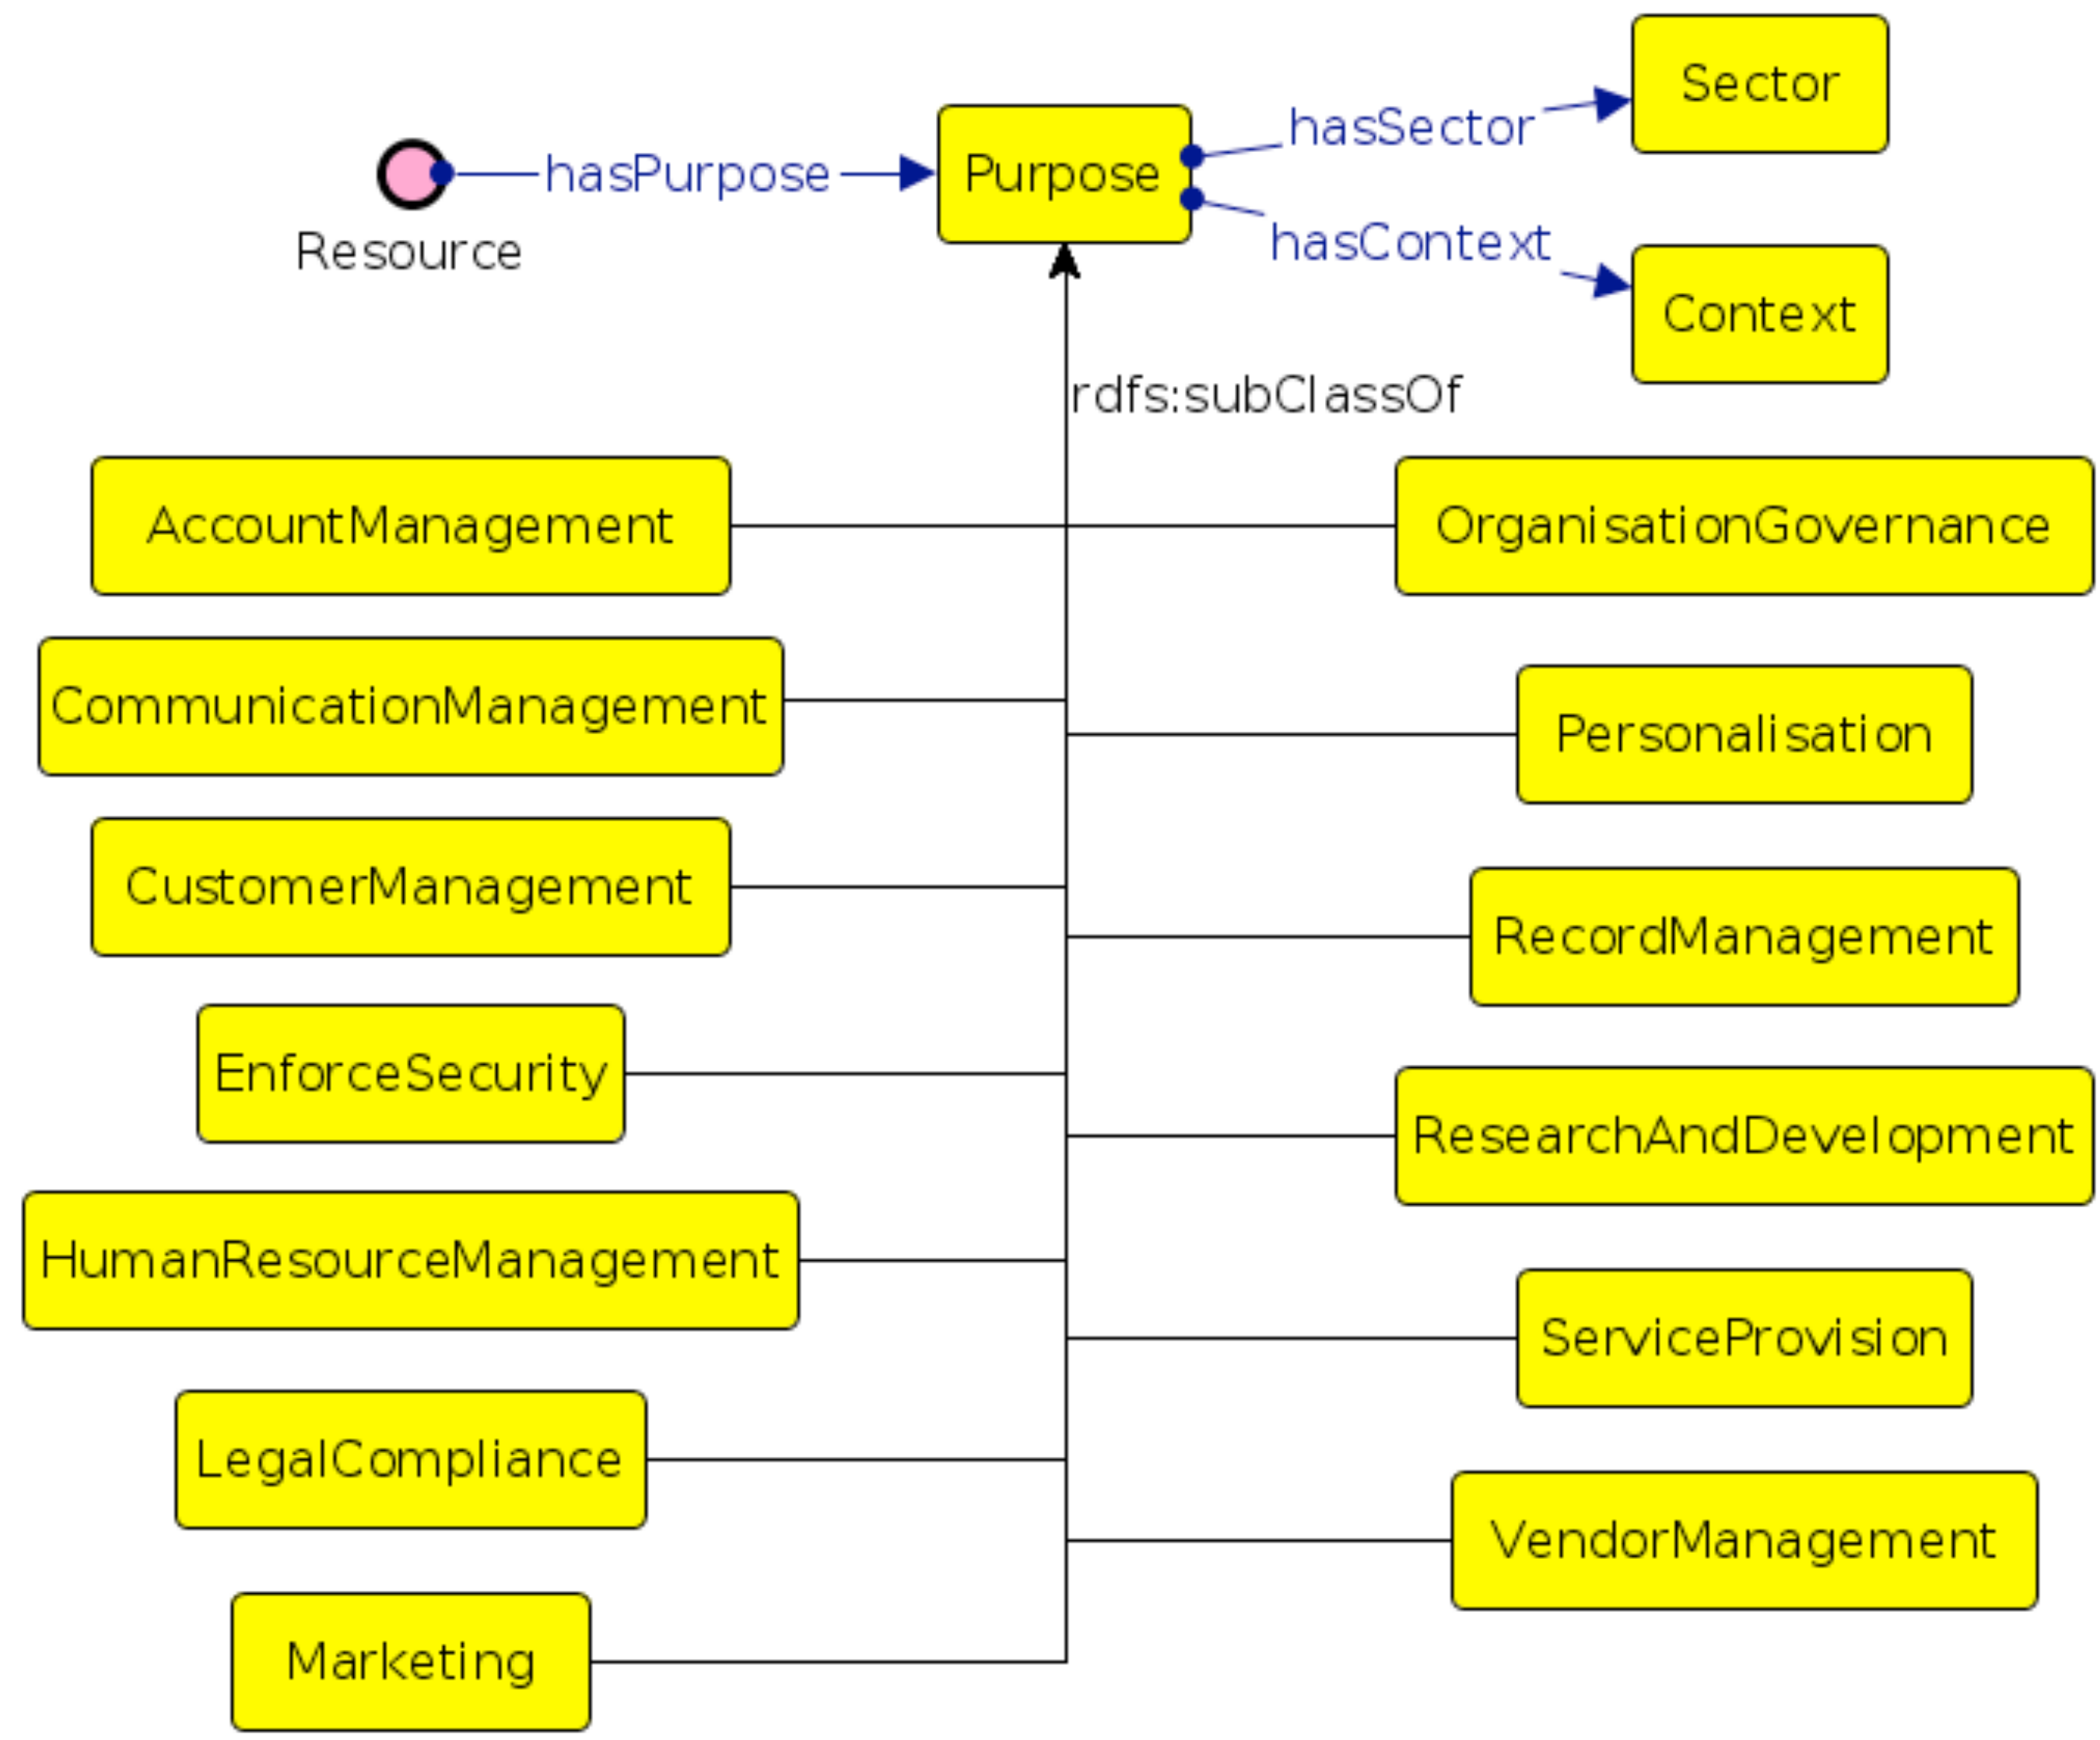 Sector
hasSector
hasPurpose
Purpose
Resource
hasContext
Context
rdfs:subClassOf
AccountManagement
OrganisationGovernance
CommunicationManagement
Personalisation
CustomerManagement
RecordManagement
EnforceSecurity
ResearchAndDevelopment
HumanResourceManagement
ServiceProvision
LegalCompliance
VendorManagement
Marketing